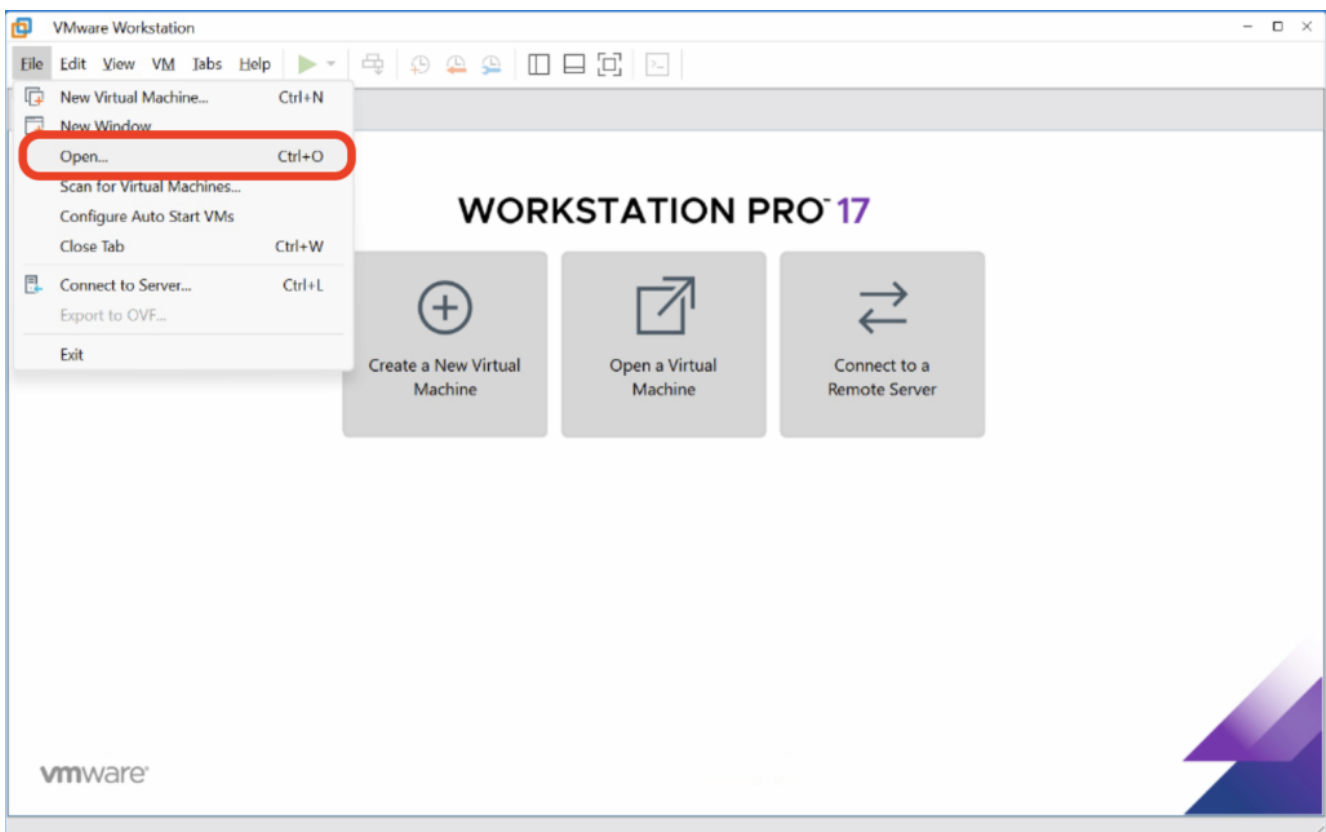 VMware Workstation
File Edit View VM Tabs Help
New Virtual Machine... Ctrl+N
New Window
Open... Ctrl+O
Scan for Virtual Machines...
Configure Auto Start VMs
Close Tab Ctrl+W
Connect to Server... Ctrl+L
Export to OVF...
Exit
WORKSTATION PRO™ 17
Create a New Virtual
Machine
Open a Virtual
Machine
Connect to a
Remote Server
vmware®